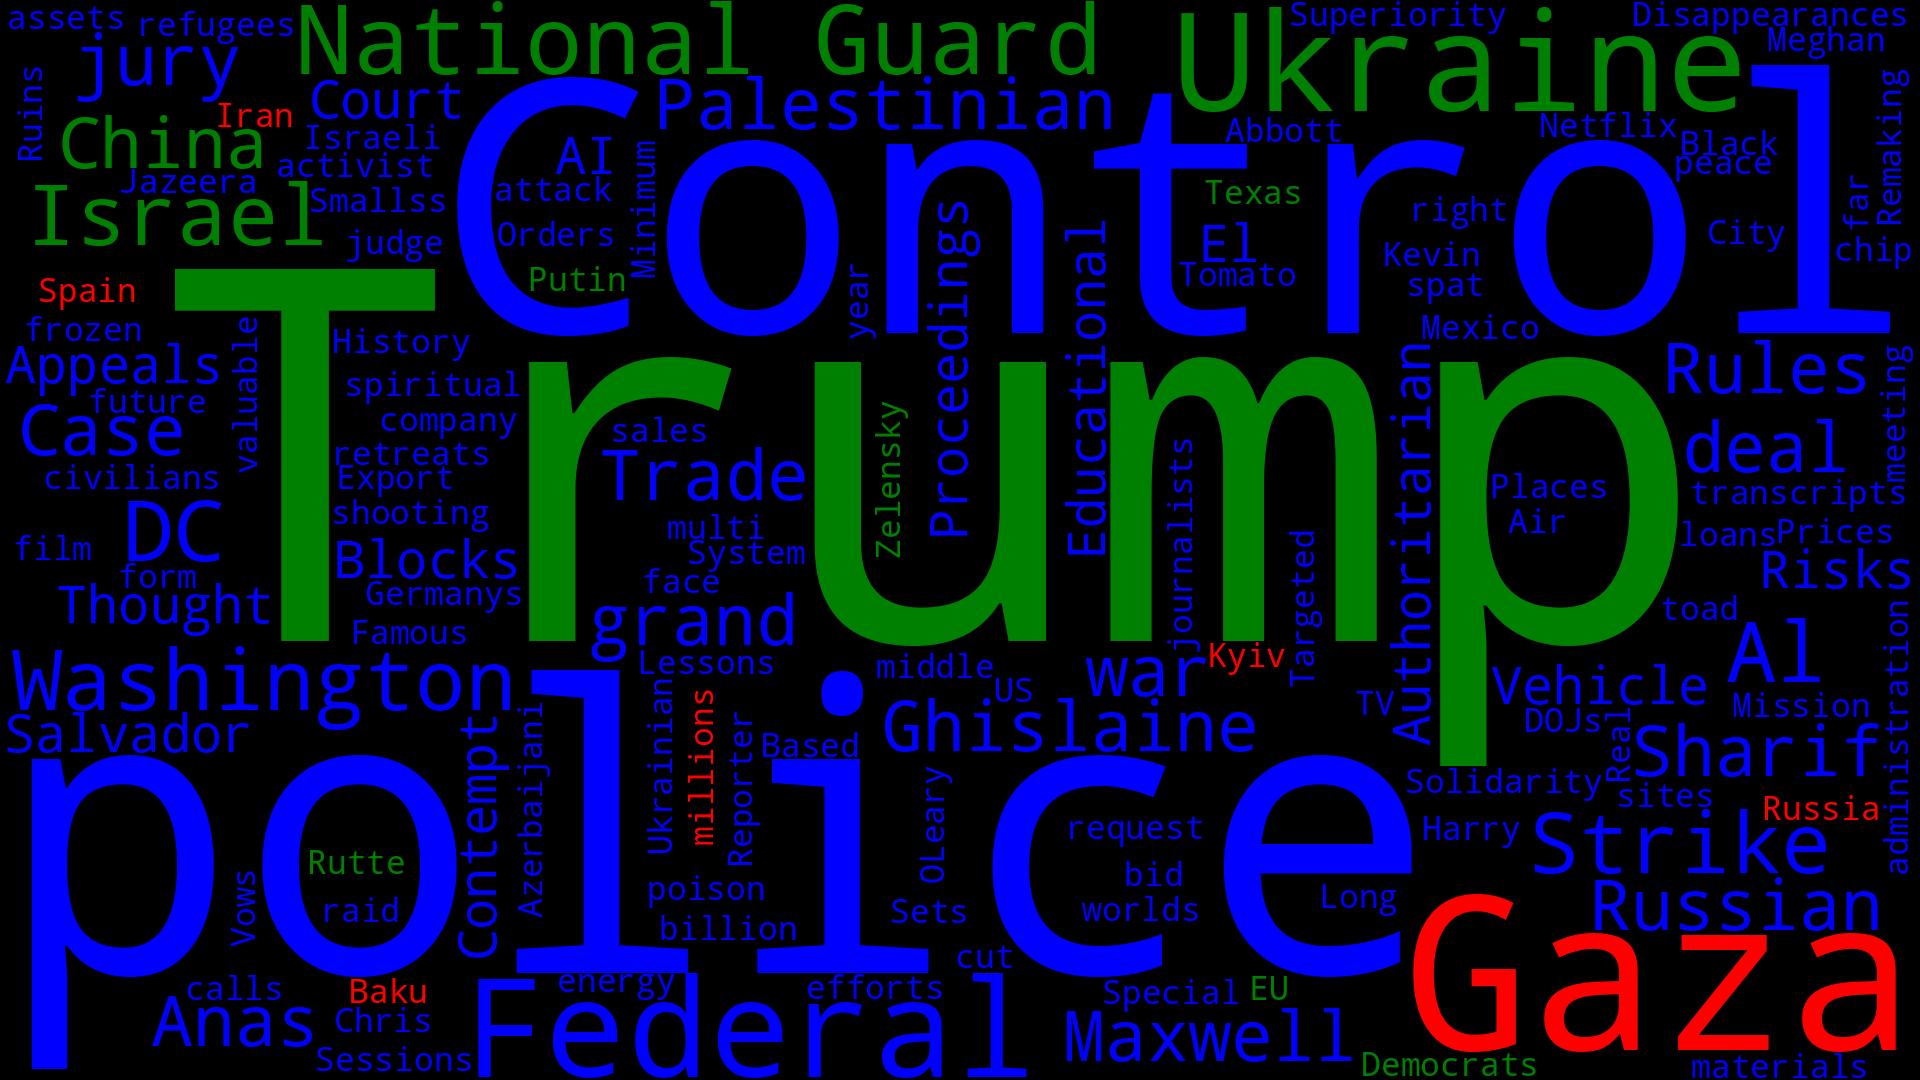 assets
refugees
National Guard
Ukraine
Superiority
Disappearances
Meghan
jury
Ruins
Iran
Court
Palestinian
Control
China
Israeli
activist
AI
Minimum
Abbott
Netflix
Black
peace
Remaking
far
Jazeera
Israel
Smallss
attack
Texas
right
City
chip
judge
Orders
Putin
El
Tomato
Kevin
spat
Mexico
Spain
year
Proceedings
Educational
Trump
frozen
Appeals
valuable
History
spiritual
company
retreats
Export
shooting
future
Case
civilians
sales
Trade
Zelensky
journalists
Authoritarian
Rules
deal
meeting
transcripts
Places
Air
loans
Prices
Risks
DC
film
form
Thought
Blocks
Germanys
Famous
multi
System
face
grand
Lessons
Targeted
toad
Al
administration
Washington
Salvador
middle
US
war
Kyiv
TV
Vehicle
DOJs
Mission
Real
Sharif
Contempt
Azerbaijani
Ukrainian
millions
Reporter
Based
Ghislaine
Solidarity
sites
Russia
police
Rutte
raid
Vows
poison
billion
OLeary
Sets
request
bid
worlds
Long
Harry
Strike
Russian
Gaza
calls
Baku
Anas
Chris
Sessions
energy
Federal
efforts
cut
Special
EU
Maxwell
Democrats
materials